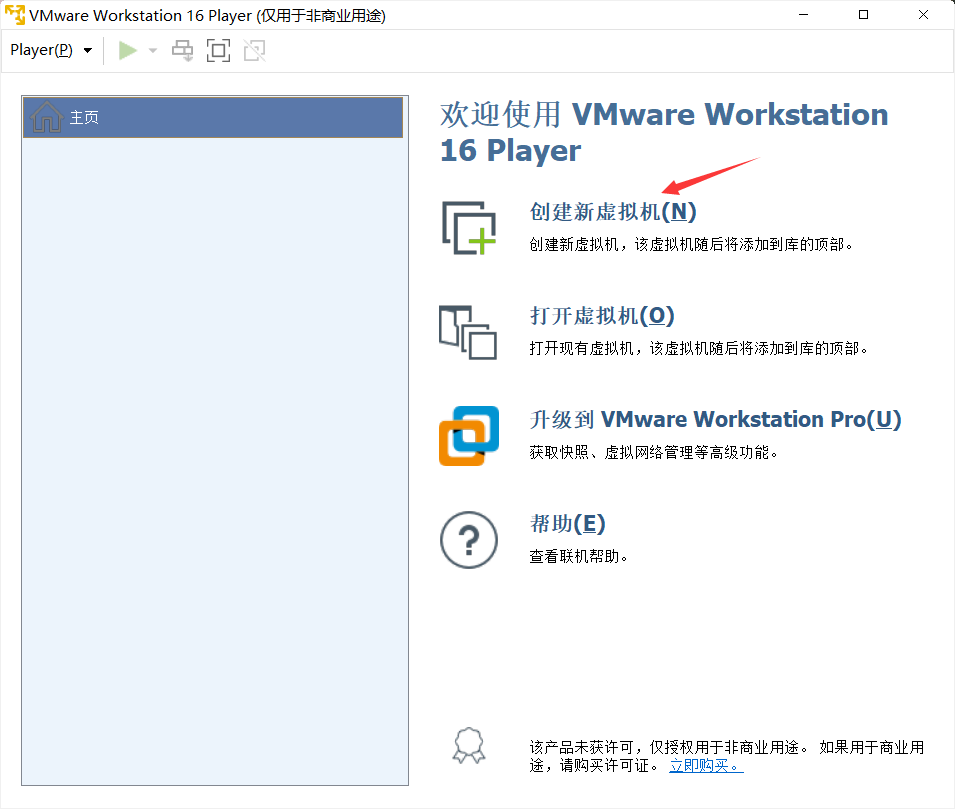 VMware Workstation 16 Player (仅用于非商业用途)
Player(P)
主页
欢迎使用 VMware Workstation
16 Player
创建新虚拟机(N)
创建新虚拟机，该虚拟机随后将添加到库的顶部。
打开虚拟机(O)
打开现有虚拟机，该虚拟机随后将添加到库的顶部。
升级到 VMware Workstation Pro(U)
获取快照、虚拟网络管理等高级功能。
帮助(E)
查看联机帮助。
该产品未获许可，仅授权用于非商业用途。 如果用于商业用
途，请购买许可证。 立即购买。